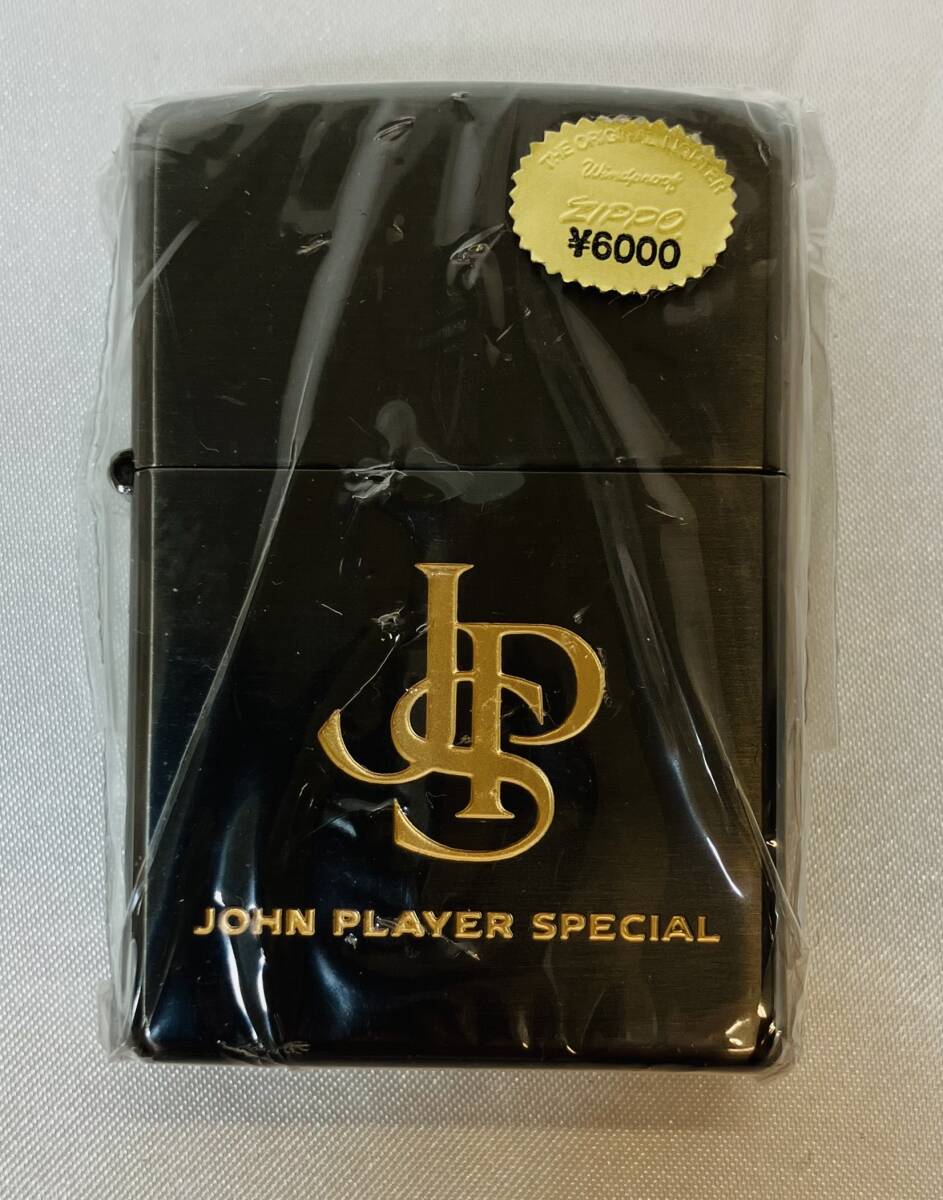 THE ORIGINAL LIGHTER
Windproof
ZIPPO
¥6000
JPS
JOHN PLAYER SPECIAL